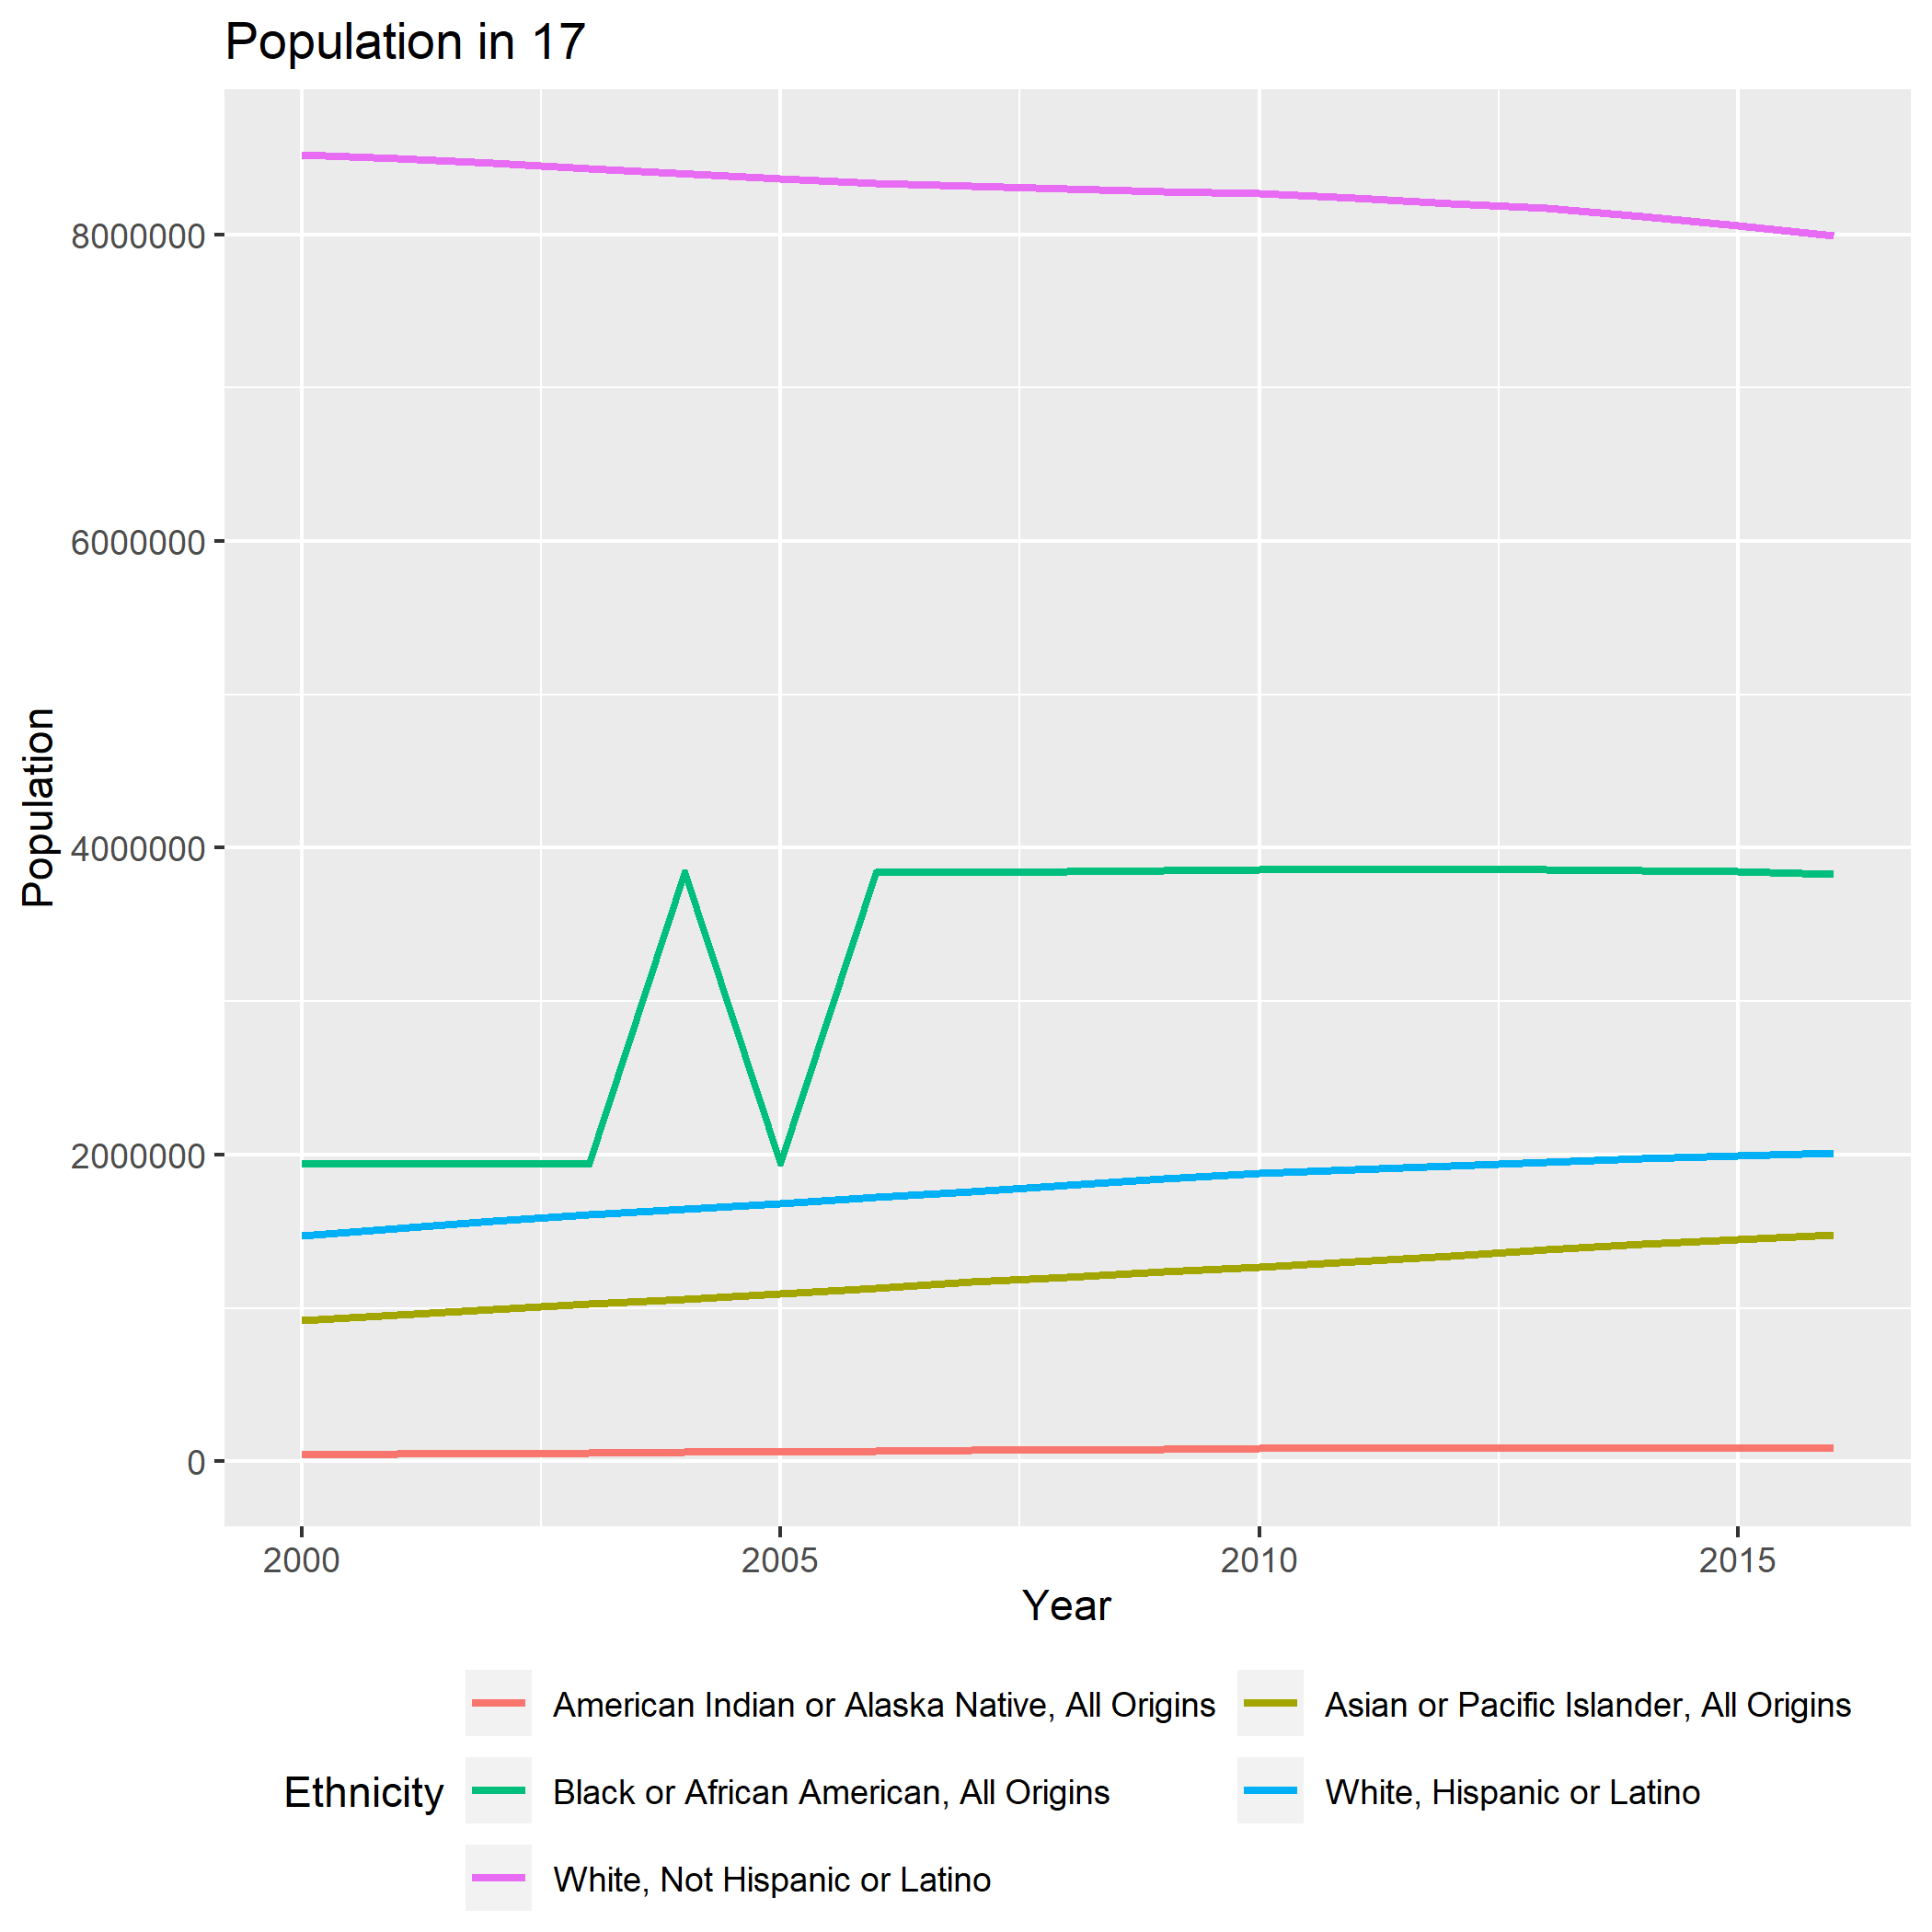 Population in 17
8000000
6000000
4000000
2000000
0
Population
2000
2005
2010
2015
Year
Ethnicity
American Indian or Alaska Native, All Origins
Asian or Pacific Islander, All Origins
Black or African American, All Origins
White, Hispanic or Latino
White, Not Hispanic or Latino